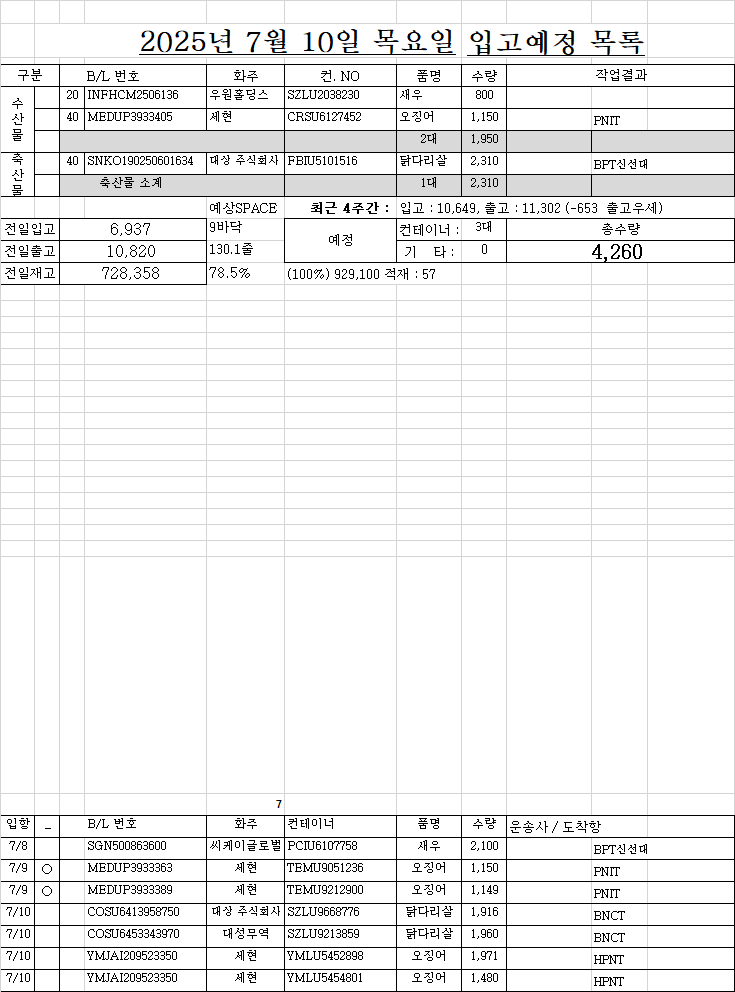 2025년 7월 10일 목요일 입고예정 목록
구분 B/L 번호 화주 컨. NO 품명 수량 작업결과
수산물 20 INFHCM2506136 우원홀딩스 SZLU2038230 새우 800
40 MEDUP3933405 세현 CRSU6127452 오징어 1,150 PNIT
2대 1,950
축산물 40 SNKO190250601634 대상 주식회사 FBIU5101516 닭다리살 2,310 BPT신선대
축산물 소계 1대 2,310
예상SPACE 최근 4주간 : 입고 : 10,649, 출고 : 11,302 (-653 출고우세)
전일입고 6,937 9바닥 예정 컨테이너 : 3대 총수량
전일출고 10,820 130.1줄 기 타 : 0 4,260
전일재고 728,358 78.5% (100%) 929,100 적재 : 57
7
입항 _ B/L 번호 화주 컨테이너 품명 수량 운송사 / 도착항
7/8 SGN500863600 씨케이글로벌 PCIU6107758 새우 2,100 BPT신선대
7/9 ○ MEDUP3933363 세현 TEMU9051236 오징어 1,150 PNIT
7/9 ○ MEDUP3933389 세현 TEMU9212900 오징어 1,149 PNIT
7/10 COSU6413958750 대상 주식회사 SZLU9668776 닭다리살 1,916 BNCT
7/10 COSU6453343970 대성무역 SZLU9213859 닭다리살 1,960 BNCT
7/10 YMJAI209523350 세현 YMLU5452898 오징어 1,971 HPNT
7/10 YMJAI209523350 세현 YMLU5454801 오징어 1,480 HPNT